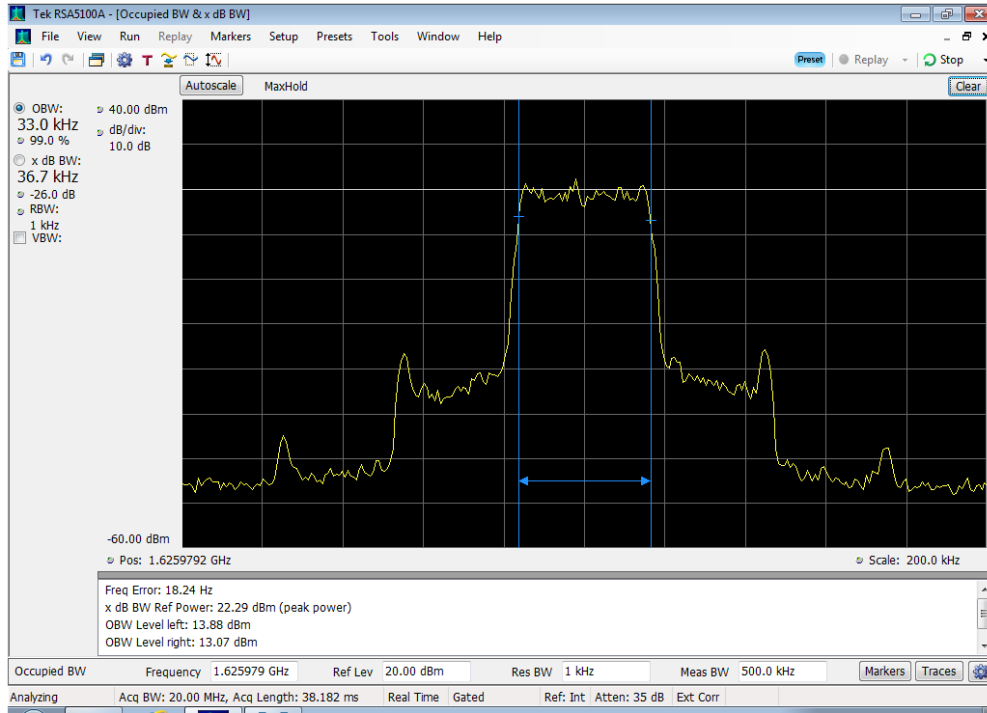 Tek RSA5100A - [Occupied BW & x dB BW]
File View Run Replay Markers Setup Presets Tools Window Help
T Preset Replay Stop
Autoscale MaxHold Clear
OBW: 40.00 dBm
33.0 kHz dB/div:
99.0 % 10.0 dB
x dB BW:
36.7 kHz
-26.0 dB
RBW:
1 kHz
VBW:
-60.00 dBm
Pos: 1.6259792 GHz Scale: 200.0 kHz
Freq Error: 18.24 Hz
x dB BW Ref Power: 22.29 dBm (peak power)
OBW Level left: 13.88 dBm
OBW Level right: 13.07 dBm
Occupied BW Frequency 1.625979 GHz Ref Lev 20.00 dBm Res BW 1 kHz Meas BW 500.0 kHz Markers Traces
Analyzing Acq BW: 20.00 MHz, Acq Length: 38.182 ms Real Time Gated Ref: Int Atten: 35 dB Ext Corr